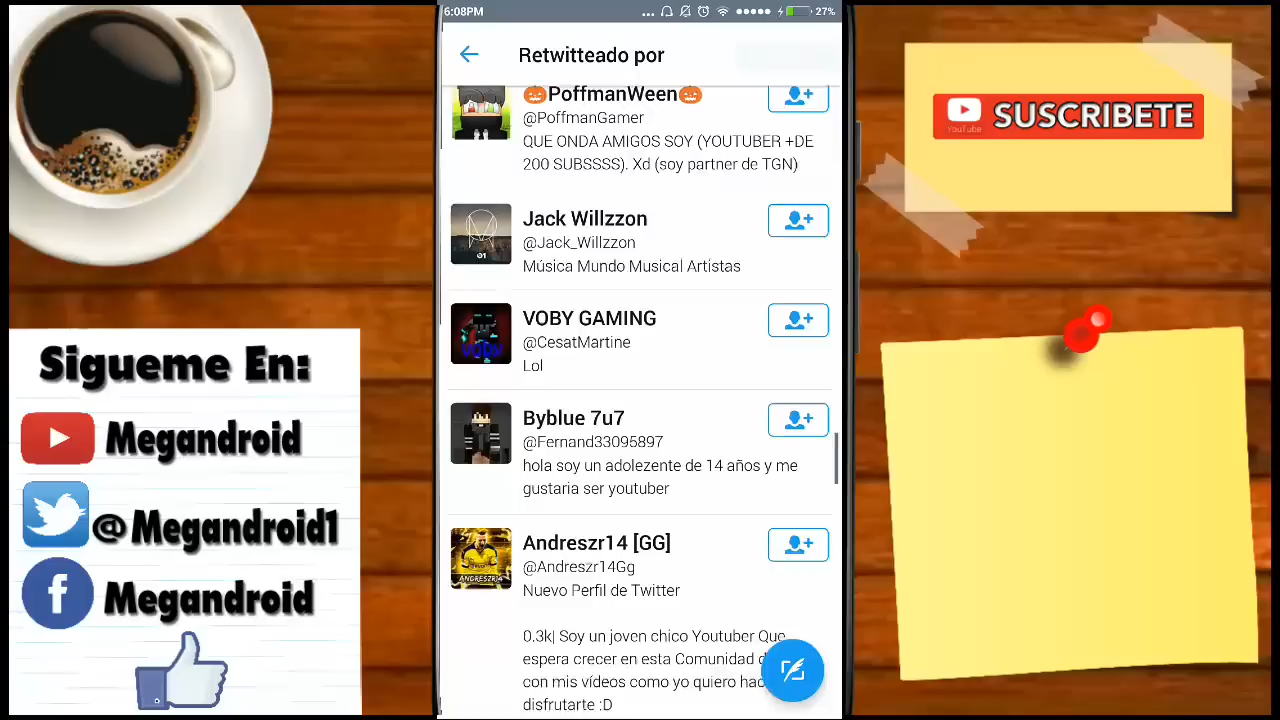 6:08PM
27%
Retwitteado por
🎃PoffmanWeen🎃
@PoffmanGamer
QUE ONDA AMIGOS SOY (YOUTUBER +DE
200 SUBSSSS). Xd (soy partner de TGN)
Jack Willzzon
@Jack_Willzzon
Música Mundo Musical Artistas
VOBY GAMING
@CesatMartine
Lol
VOBY
Byblue 7u7
@Fernand33095897
hola soy un adolezente de 14 años y me
gustaria ser youtuber
Andreszr14 [GG]
@Andreszr14Gg
Nuevo Perfil de Twitter
ANDRESZR14
0.3k| Soy un joven chico Youtuber Que
espera crecer en esta Comunidad
con mis vídeos como yo quiero
disfrutarte :D
Sigueme En:
Megandroid
@Megandroid1
Megandroid
YouTube
SUSCRIBETE